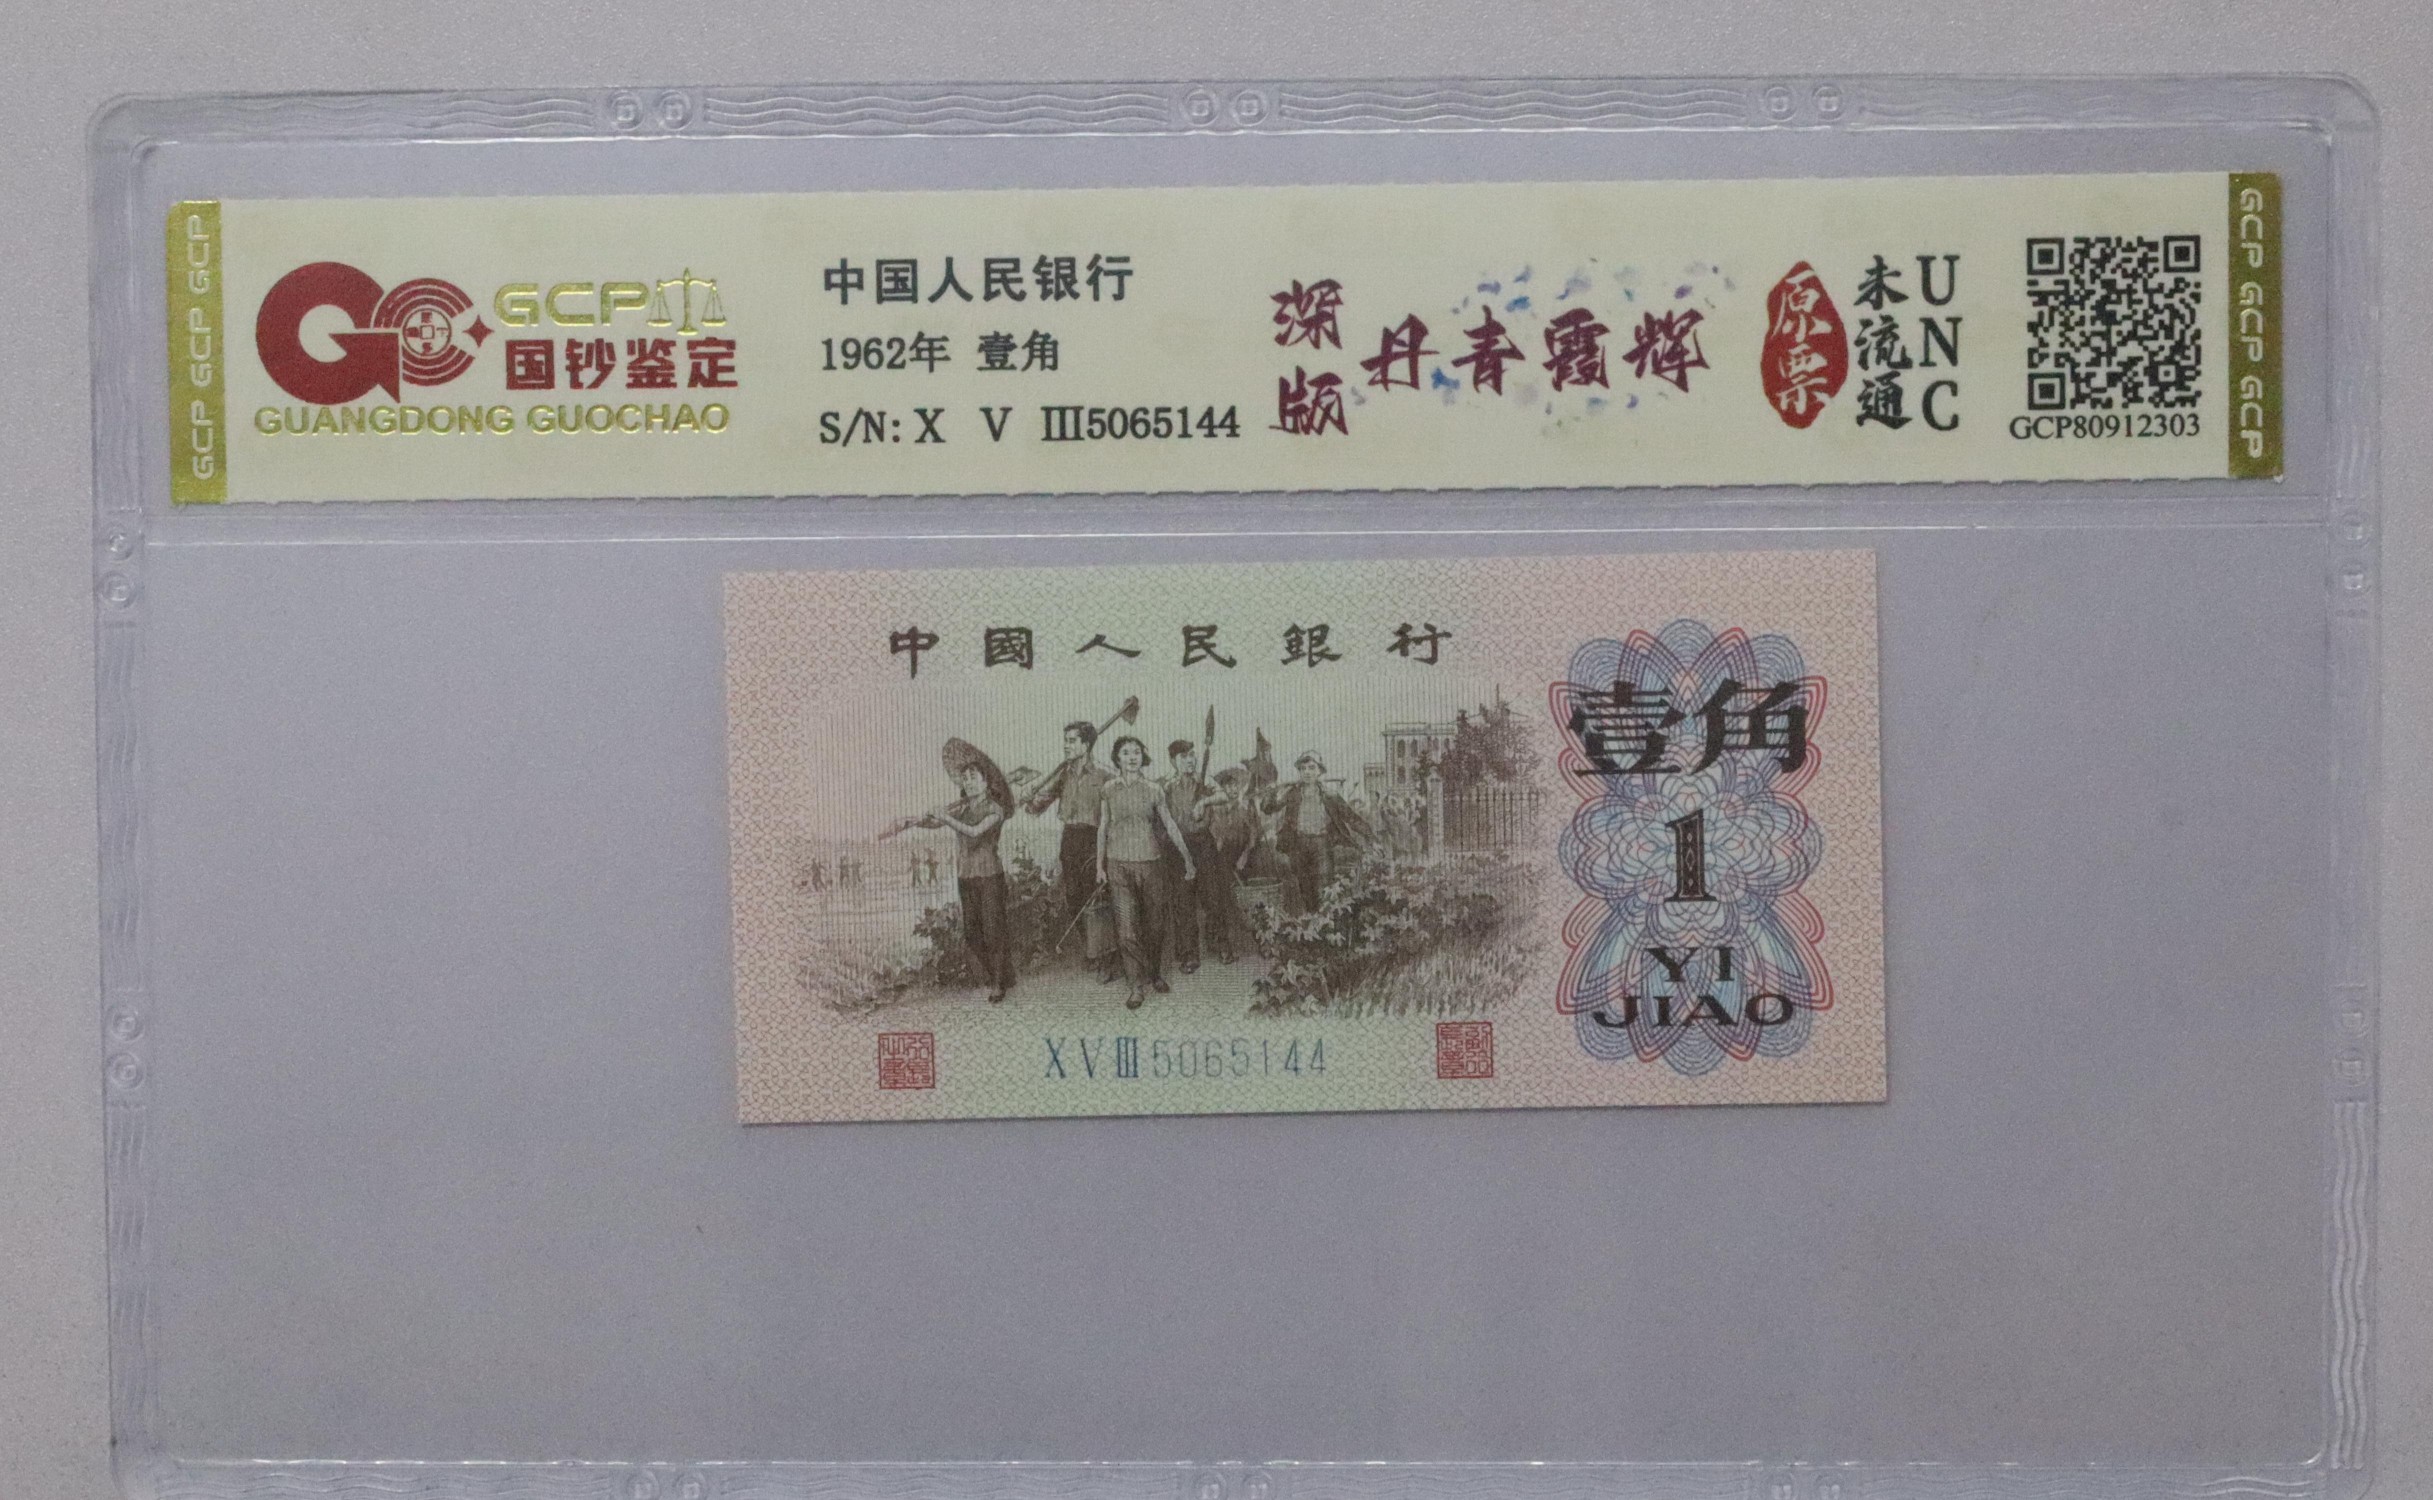 GCP GCP GCP
GCP
国钞鉴定
GUANGDONG GUOCHAO
中国人民银行
1962年 壹角
S/N: X V III5065144
深版
丹青霞辉
原票
未流通
UNC
GCP80912303
GCP GCP GCP
中國人民銀行
壹角
1
YI
JIAO
X V III 5065144